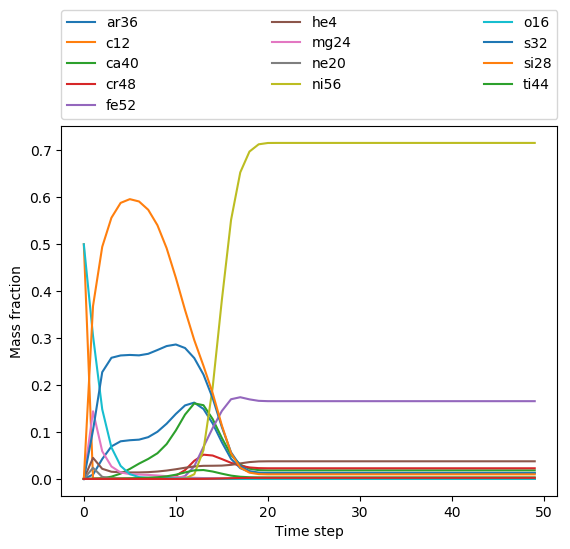 ar36 he4 o16
c12 mg24 s32
ca40 ne20 si28
cr48 ni56 ti44
fe52
0.7
0.6
0.5
0.4
0.3
0.2
0.1
0.0
Mass fraction
0 10 20 30 40 50
Time step